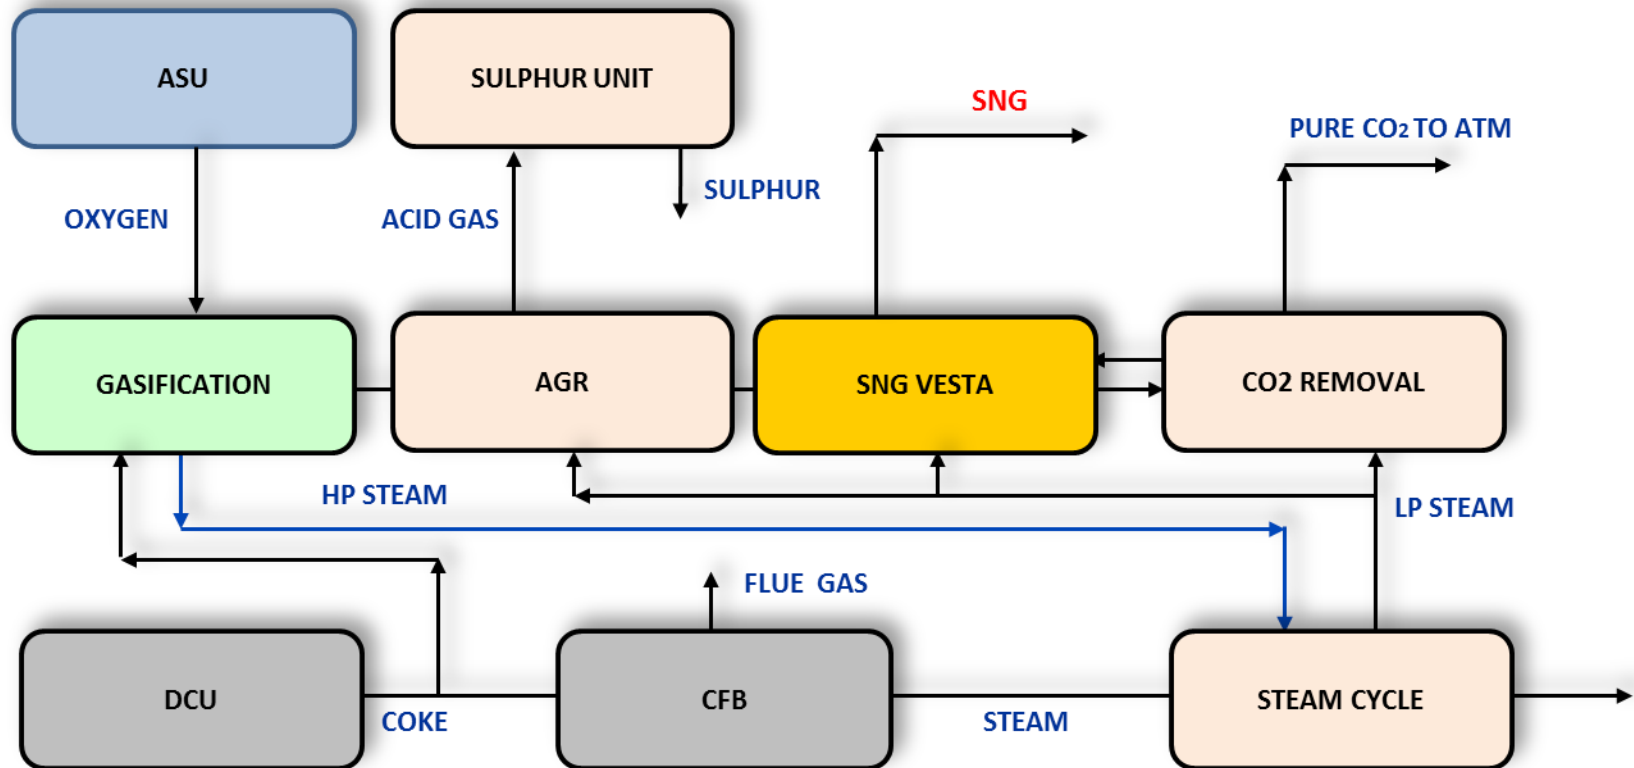 ASU
SULPHUR UNIT
SNG
PURE CO₂ TO ATM
SULPHUR
OXYGEN
ACID GAS
GASIFICATION
AGR
SNG VESTA
CO2 REMOVAL
HP STEAM
LP STEAM
FLUE GAS
DCU
COKE
CFB
STEAM
STEAM CYCLE